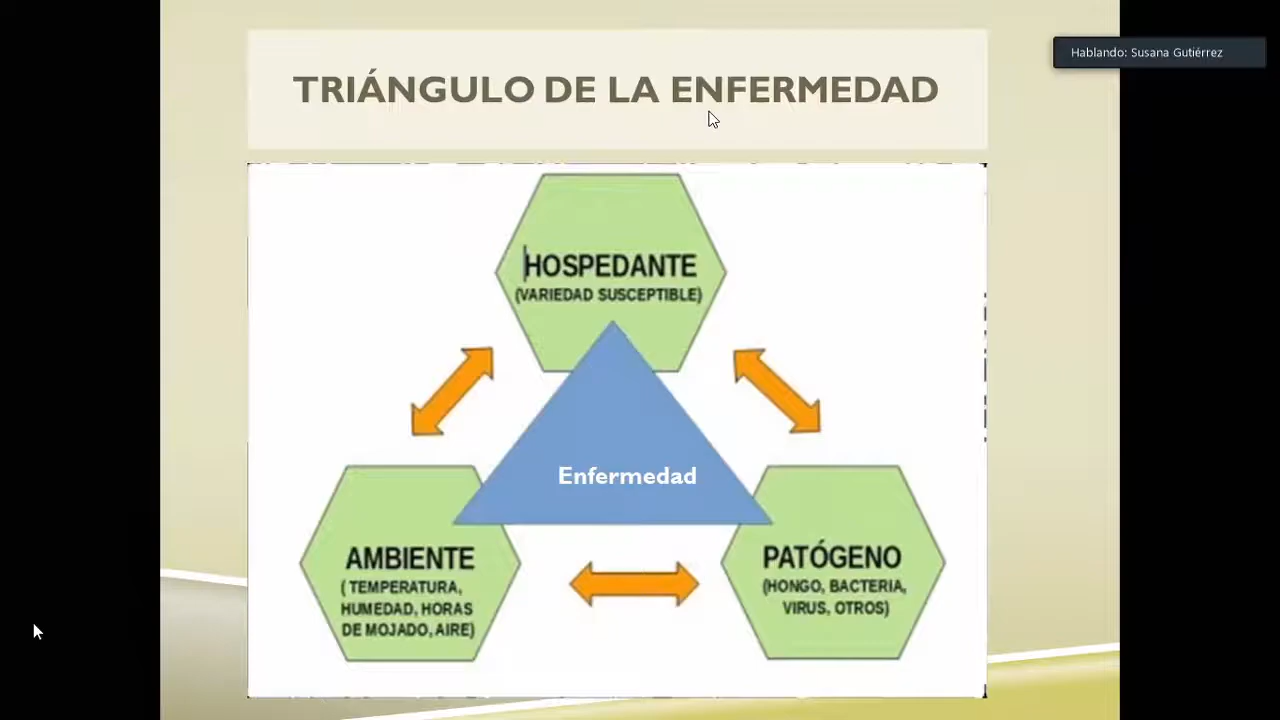 Hablando: Susana Gutiérrez
TRIÁNGULO DE LA ENFERMEDAD
HOSPEDANTE
(VARIEDAD SUSCEPTIBLE)
Enfermedad
AMBIENTE
( TEMPERATURA,
HUMEDAD, HORAS
DE MOJADO, AIRE)
PATÓGENO
(HONGO, BACTERIA,
VIRUS, OTROS)